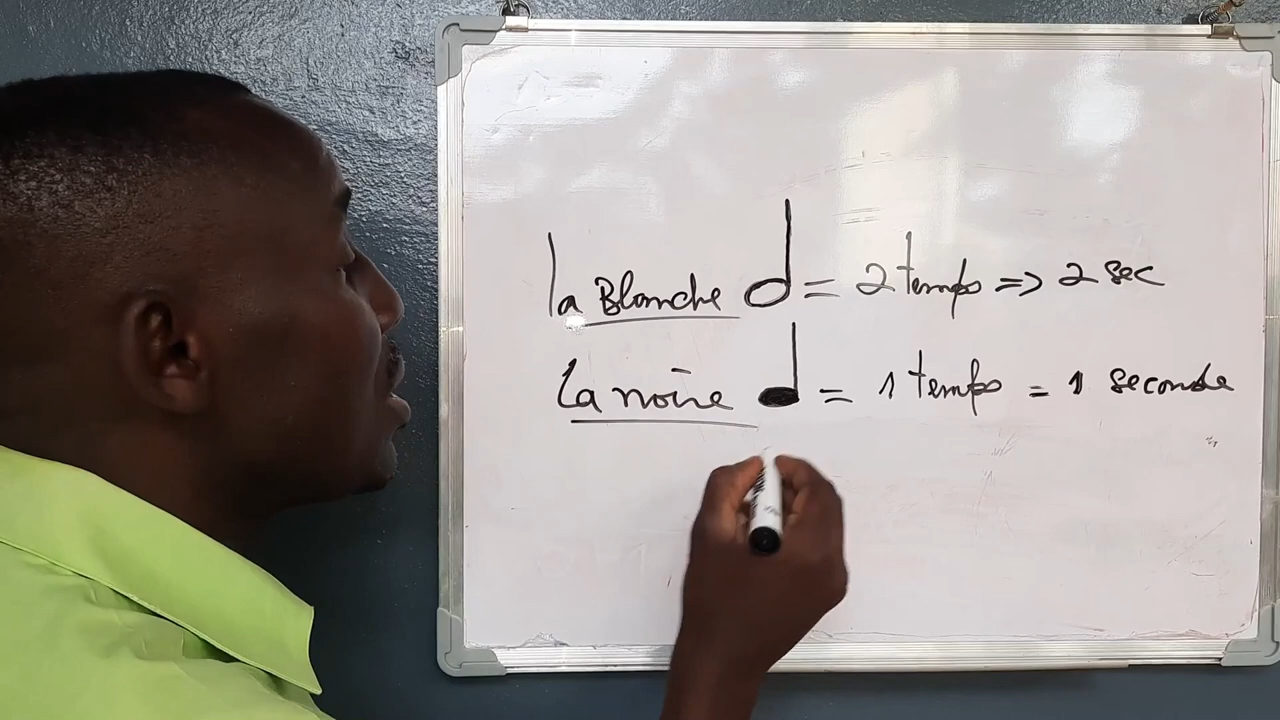 la Blanche 𝅗𝅥 = 2 temps => 2 sec
La noire ♩ = 1 temps = 1 seconde